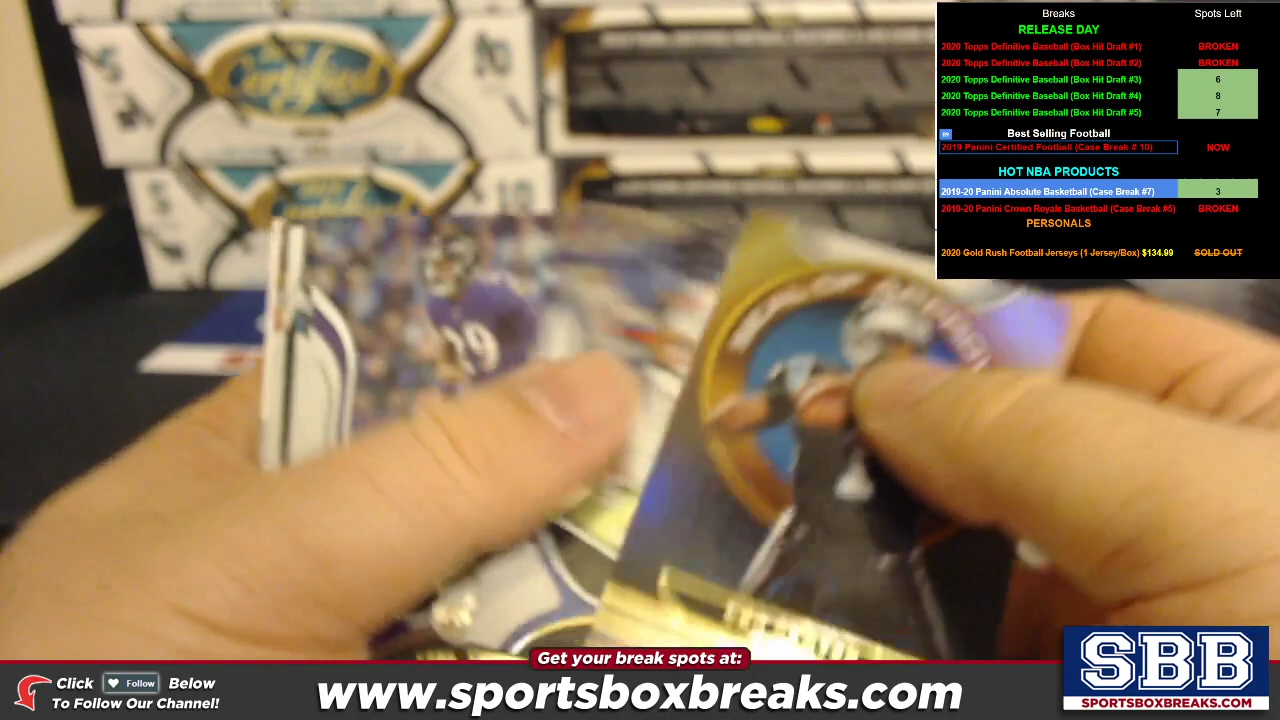 Breaks Spots Left
RELEASE DAY
2020 Topps Definitive Baseball (Box Hit Draft #1) BROKEN
2020 Topps Definitive Baseball (Box Hit Draft #2) BROKEN
2020 Topps Definitive Baseball (Box Hit Draft #3) 6
2020 Topps Definitive Baseball (Box Hit Draft #4) 8
2020 Topps Definitive Baseball (Box Hit Draft #5) 7
89 Best Selling Football
2019 Panini Certified Football (Case Break # 10) NOW
HOT NBA PRODUCTS
2019-20 Panini Absolute Basketball (Case Break #7) 3
2019-20 Panini Crown Royale Basketball (Case Break #5) BROKEN
PERSONALS
2020 Gold Rush Football Jerseys (1 Jersey/Box) $134.99 SOLD OUT
29
Get your break spots at:
Click Follow Below
To Follow Our Channel!
www.sportsboxbreaks.com
SBB
SPORTSBOXBREAKS.COM